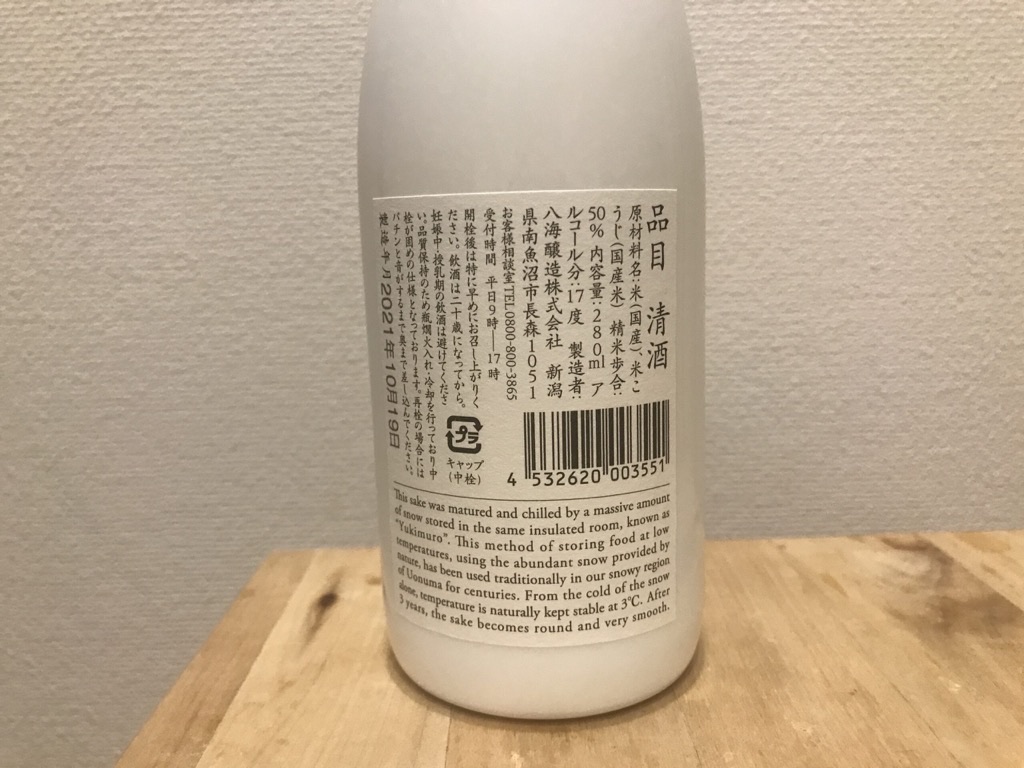 品目 清酒
原材料名:米(国産)、米こ
うじ(国産米) 精米歩合:
50% 内容量:280ml ア
ルコール分:17度 製造者:
八海醸造株式会社 新潟
県南魚沼市長森1051
お客様相談室TEL0800-800-3865
受付時間 平日9時―17時
開栓後は特に早めにお召し上がりく
ださい。飲酒は二十歳になってから。
妊娠中・授乳期の飲酒は避けてくださ
い。品質保持のため瓶燗火入れ・冷却を行っており中
栓が固めの仕様となっております。再栓の場合には
パチンと音がするまで奥まで差し込んでください。
製造年月2021年10月19日
プラ
キャップ
(中栓)
4 532620 003551
This sake was matured and chilled by a massive amount
of snow stored in the same insulated room, known as
"Yukimuro". This method of storing food at low
temperatures, using the abundant snow provided by
nature, has been used traditionally in our snowy region
of Uonuma for centuries. From the cold of the snow
alone, temperature is naturally kept stable at 3℃. After
3 years, the sake becomes round and very smooth.